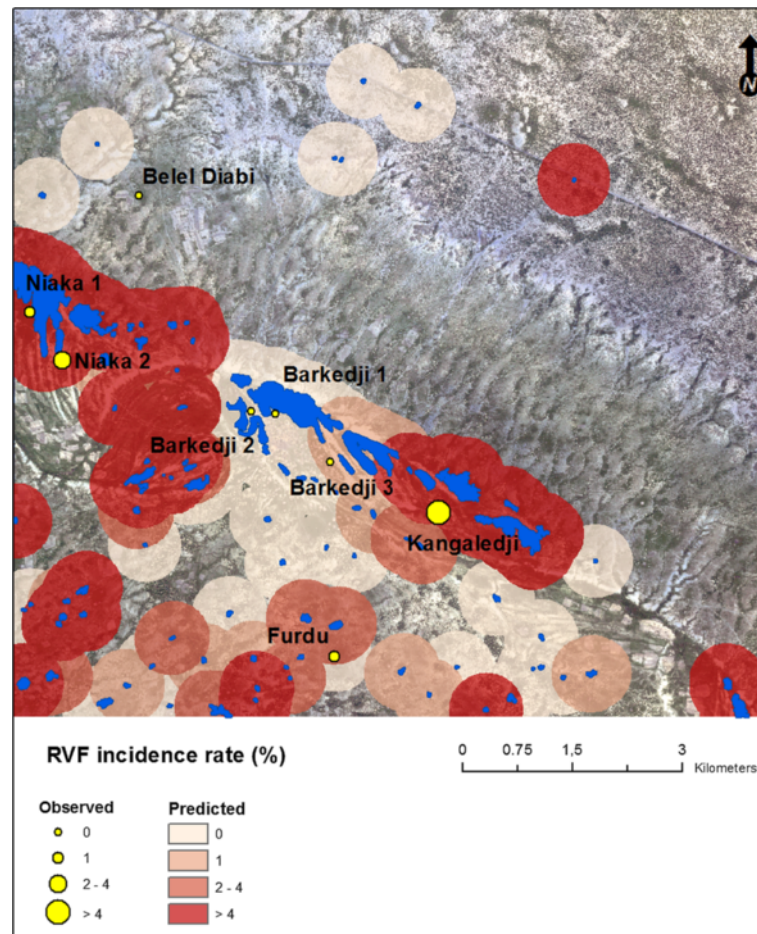 N
Belel Diabi
Niaka 1
Niaka 2
Barkedji 1
Barkedji 2
Barkedji 3
Kangaledji
Furdu
RVF incidence rate (%)
0 0.75 1,5 3
Kilometers
Observed
0
1
2 - 4
> 4
Predicted
0
1
2 - 4
> 4